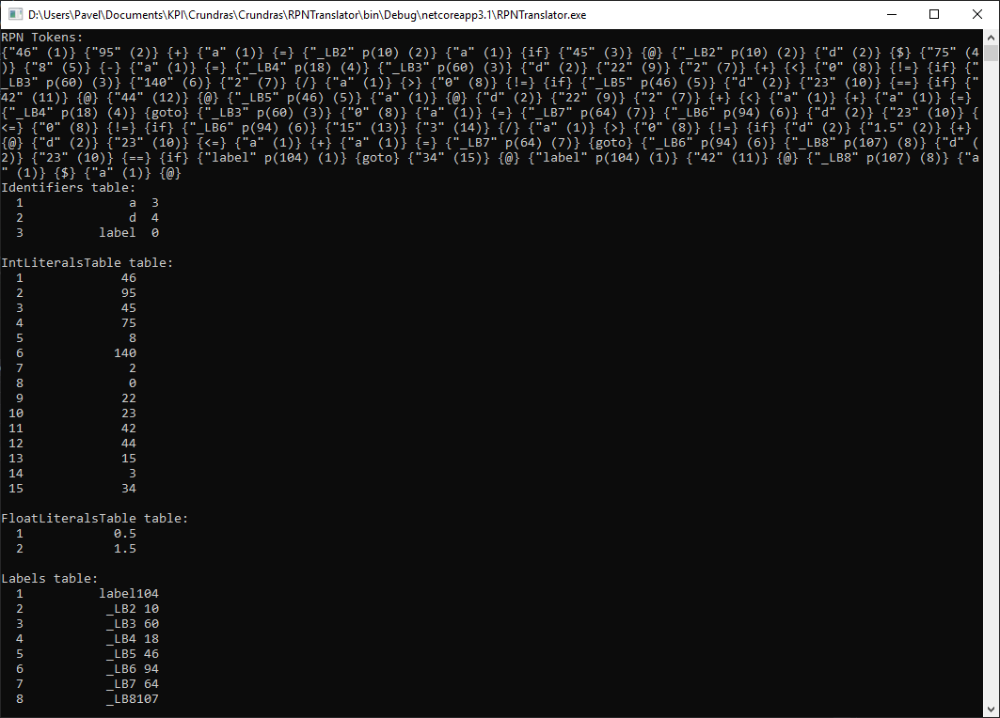 D:\Users\Pavel\Documents\KPI\Crundras\Crundras\RPNTranslator\bin\Debug\netcoreapp3.1\RPNTranslator.exe
RPN Tokens:
{"46" (1)} {"95" (2)} {+} {"a" (1)} {=} {"_LB2" p(10) (2)} {"a" (1)} {if} {"45" (3)} {@} {"_LB2" p(10) (2)} {"d" (2)} {$} {"75" (4
)} {"8" (5)} {-} {"a" (1)} {=} {"_LB4" p(18) (4)} {"_LB3" p(60) (3)} {"d" (2)} {"22" (9)} {"2" (7)} {+} {<} {"0" (8)} {!=} {if} {"
_LB3" p(60) (3)} {"140" (6)} {"2" (7)} {/} {"a" (1)} {>} {"0" (8)} {!=} {if} {"_LB5" p(46) (5)} {"d" (2)} {"23" (10)} {==} {if} {"
42" (11)} {@} {"44" (12)} {@} {"_LB5" p(46) (5)} {"a" (1)} {@} {"d" (2)} {"22" (9)} {"2" (7)} {+} {<} {"a" (1)} {+} {"a" (1)} {=}
{"_LB4" p(18) (4)} {goto} {"_LB3" p(60) (3)} {"0" (8)} {"a" (1)} {=} {"_LB7" p(64) (7)} {"_LB6" p(94) (6)} {"d" (2)} {"23" (10)} {
<=} {"0" (8)} {!=} {if} {"_LB6" p(94) (6)} {"15" (13)} {"3" (14)} {/} {"a" (1)} {>} {"0" (8)} {!=} {if} {"d" (2)} {"1.5" (2)} {+}
{@} {"d" (2)} {"23" (10)} {<=} {"a" (1)} {+} {"a" (1)} {=} {"_LB7" p(64) (7)} {goto} {"_LB6" p(94) (6)} {"_LB8" p(107) (8)} {"d" (
2)} {"23" (10)} {==} {if} {"label" p(104) (1)} {goto} {"34" (15)} {@} {"label" p(104) (1)} {"42" (11)} {@} {"_LB8" p(107) (8)} {"a
" (1)} {$} {"a" (1)} {@}
Identifiers table:
1 a 3
2 d 4
3 label 0
IntLiteralsTable table:
1 46
2 95
3 45
4 75
5 8
6 140
7 2
8 0
9 22
10 23
11 42
12 44
13 15
14 3
15 34
FloatLiteralsTable table:
1 0.5
2 1.5
Labels table:
1 label104
2 _LB2 10
3 _LB3 60
4 _LB4 18
5 _LB5 46
6 _LB6 94
7 _LB7 64
8 _LB8107